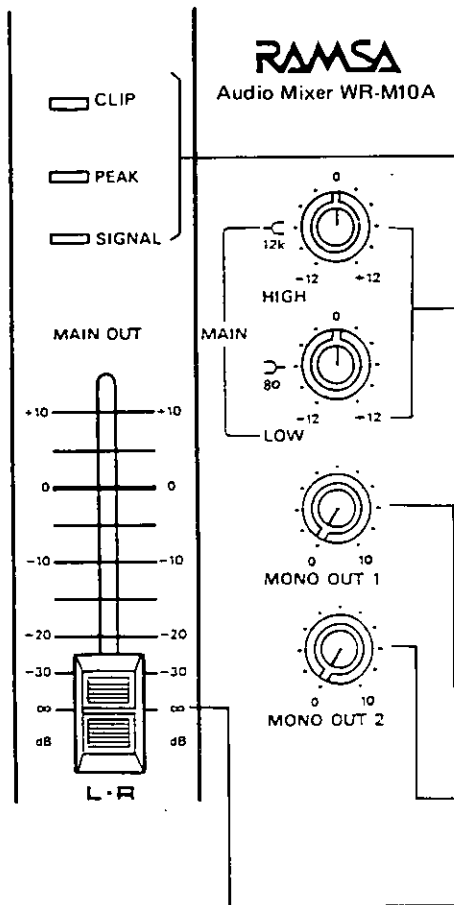 RAMSA
Audio Mixer WR-M10A
CLIP
PEAK
SIGNAL
MAIN OUT
+10 +10
0 0
-10 -10
-20 -20
-30 -30
∞ ∞
dB dB
L-R
MAIN
0
12k
-12 +12
HIGH
0
80
-12 +12
LOW
0 10
MONO OUT 1
0 10
MONO OUT 2